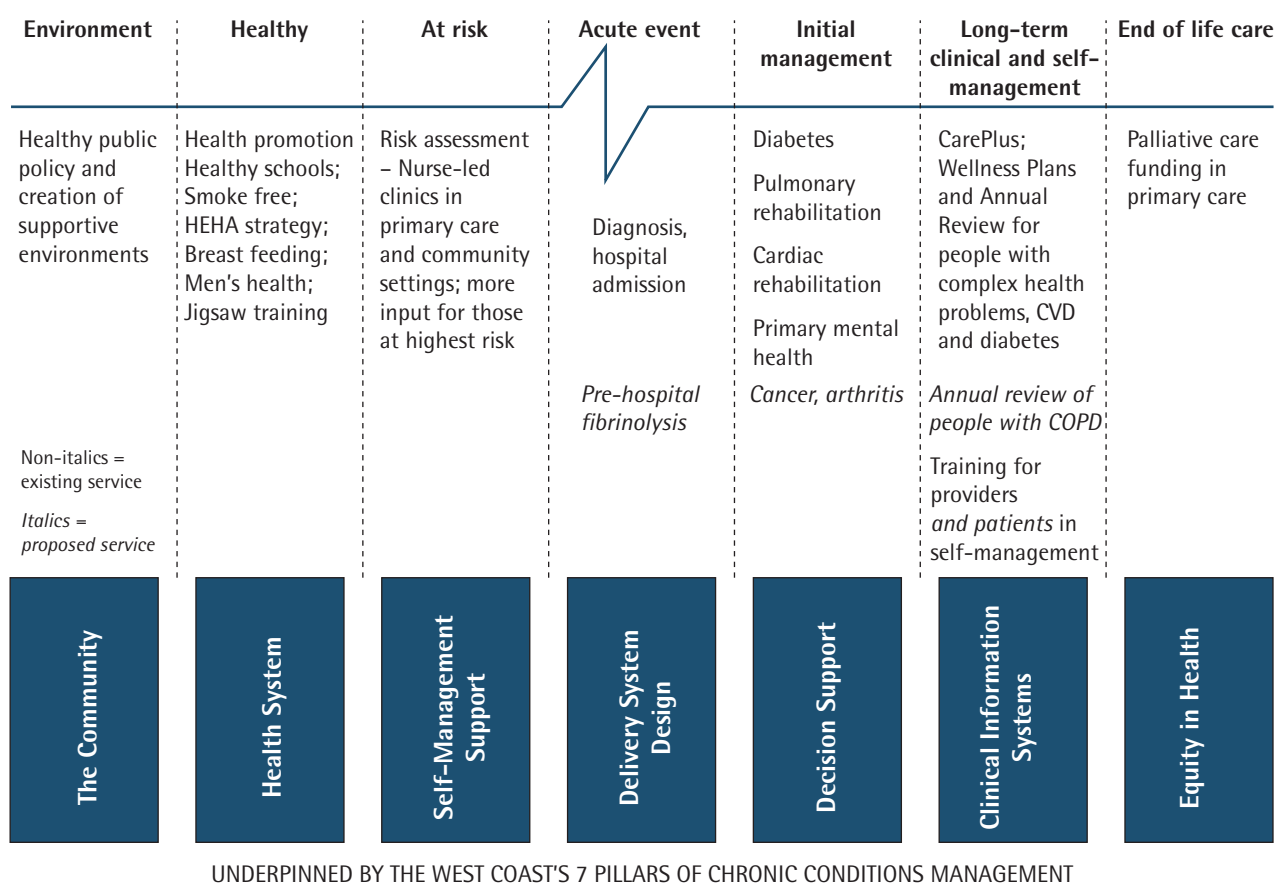 Environment
Healthy
At risk
Acute event
Initial
management
Long-term
clinical and self-
management
End of life care
Healthy public
policy and
creation of
supportive
environments
Health promotion
Healthy schools;
Smoke free;
HEHA strategy;
Breast feeding;
Men's health;
Jigsaw training
Risk assessment
– Nurse-led
clinics in
primary care
and community
settings; more
input for those
at highest risk
Diagnosis,
hospital
admission
Pre-hospital
fibrinolysis
Diabetes
Pulmonary
rehabilitation
Cardiac
rehabilitation
Primary mental
health
Cancer, arthritis
CarePlus;
Wellness Plans
and Annual
Review for
people with
complex health
problems, CVD
and diabetes
Annual review of
people with COPD
Training for
providers
and patients in
self-management
Palliative care
funding in
primary care
Non-italics =
existing service
Italics =
proposed service
The Community
Health System
Self-Management
Support
Delivery System
Design
Decision Support
Clinical Information
Systems
Equity in Health
UNDERPINNED BY THE WEST COAST'S 7 PILLARS OF CHRONIC CONDITIONS MANAGEMENT